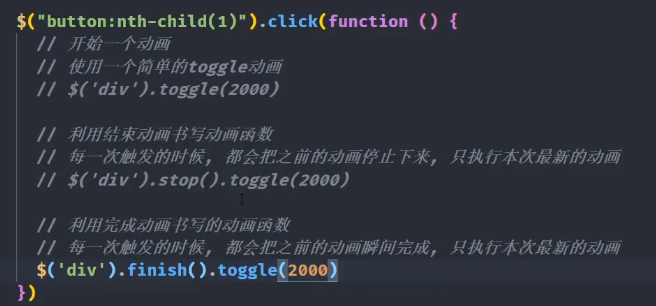 $("button:nth-child(1)").click(function () {
// 开始一个动画
// 使用一个简单的toggle动画
// $('div').toggle(2000)
// 利用结束动画书写动画函数
// 每一次触发的时候, 都会把之前的动画停止下来, 只执行本次最新的动画
// $('div').stop().toggle(2000)
// 利用完成动画书写的动画函数
// 每一次触发的时候, 都会把之前的动画瞬间完成, 只执行本次最新的动画
$('div').finish().toggle(2000)
})